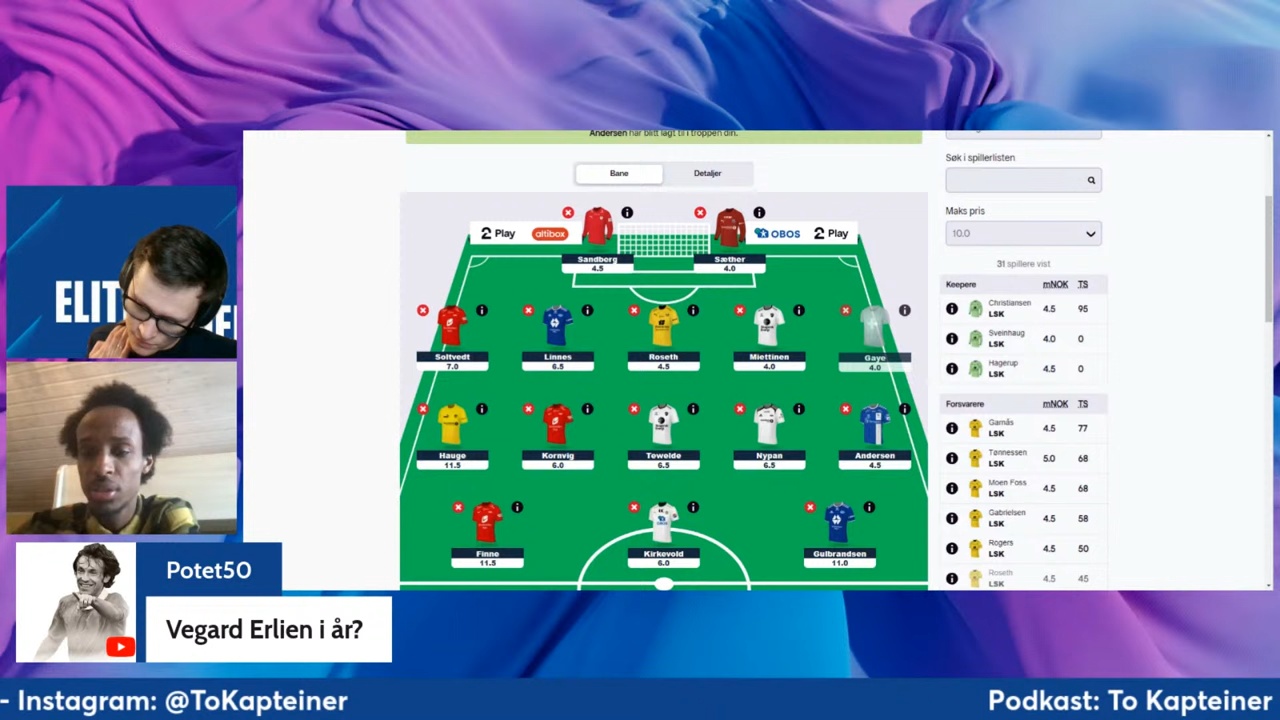 Andersen har blitt lagt til i troppen din.
Bane
Detaljer
Søk i spillerlisten
Maks pris
10.0
31 spillere vist
ELIT
2 Play
altibox
OBOS
2 Play
Sandberg
4.5
Sæther
4.0
Soltvedt
7.0
Linnes
6.5
Roseth
4.5
Miettinen
4.0
Gaye
4.0
Hauge
11.5
Kornvig
6.0
Tewelde
6.5
Nypan
6.5
Andersen
4.5
Finne
11.5
Kirkevold
6.0
Gulbrandsen
11.0
Keepere mNOK TS
Christiansen
LSK 4.5 95
Sveinhaug
LSK 4.0 0
Hagerup
LSK 4.5 0
Forsvarere mNOK TS
Garnås
LSK 4.5 77
Tønnessen
LSK 5.0 68
Moen Foss
LSK 4.5 68
Gabrielsen
LSK 4.5 58
Rogers
LSK 4.5 50
Roseth
LSK 4.5 45
Potet50
Vegard Erlien i år?
- Instagram: @ToKapteiner
Podkast: To Kapteiner